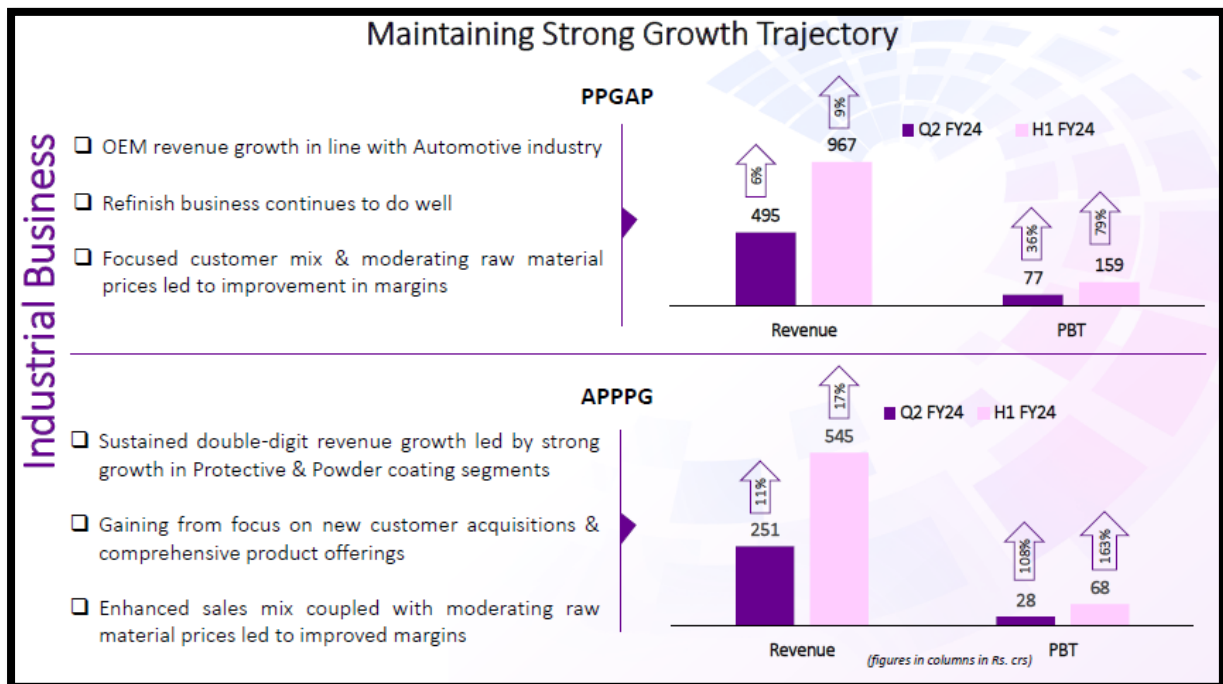 Maintaining Strong Growth Trajectory
Industrial Business
PPGAP
❑ OEM revenue growth in line with Automotive industry
❑ Refinish business continues to do well
❑ Focused customer mix & moderating raw material
prices led to improvement in margins
Q2 FY24 H1 FY24
6%
495
9%
967
36%
77
79%
159
Revenue PBT
APPPG
❑ Sustained double-digit revenue growth led by strong
growth in Protective & Powder coating segments
❑ Gaining from focus on new customer acquisitions &
comprehensive product offerings
❑ Enhanced sales mix coupled with moderating raw
material prices led to improved margins
Q2 FY24 H1 FY24
11%
251
17%
545
108%
28
163%
68
Revenue PBT
(figures in columns in Rs. crs)